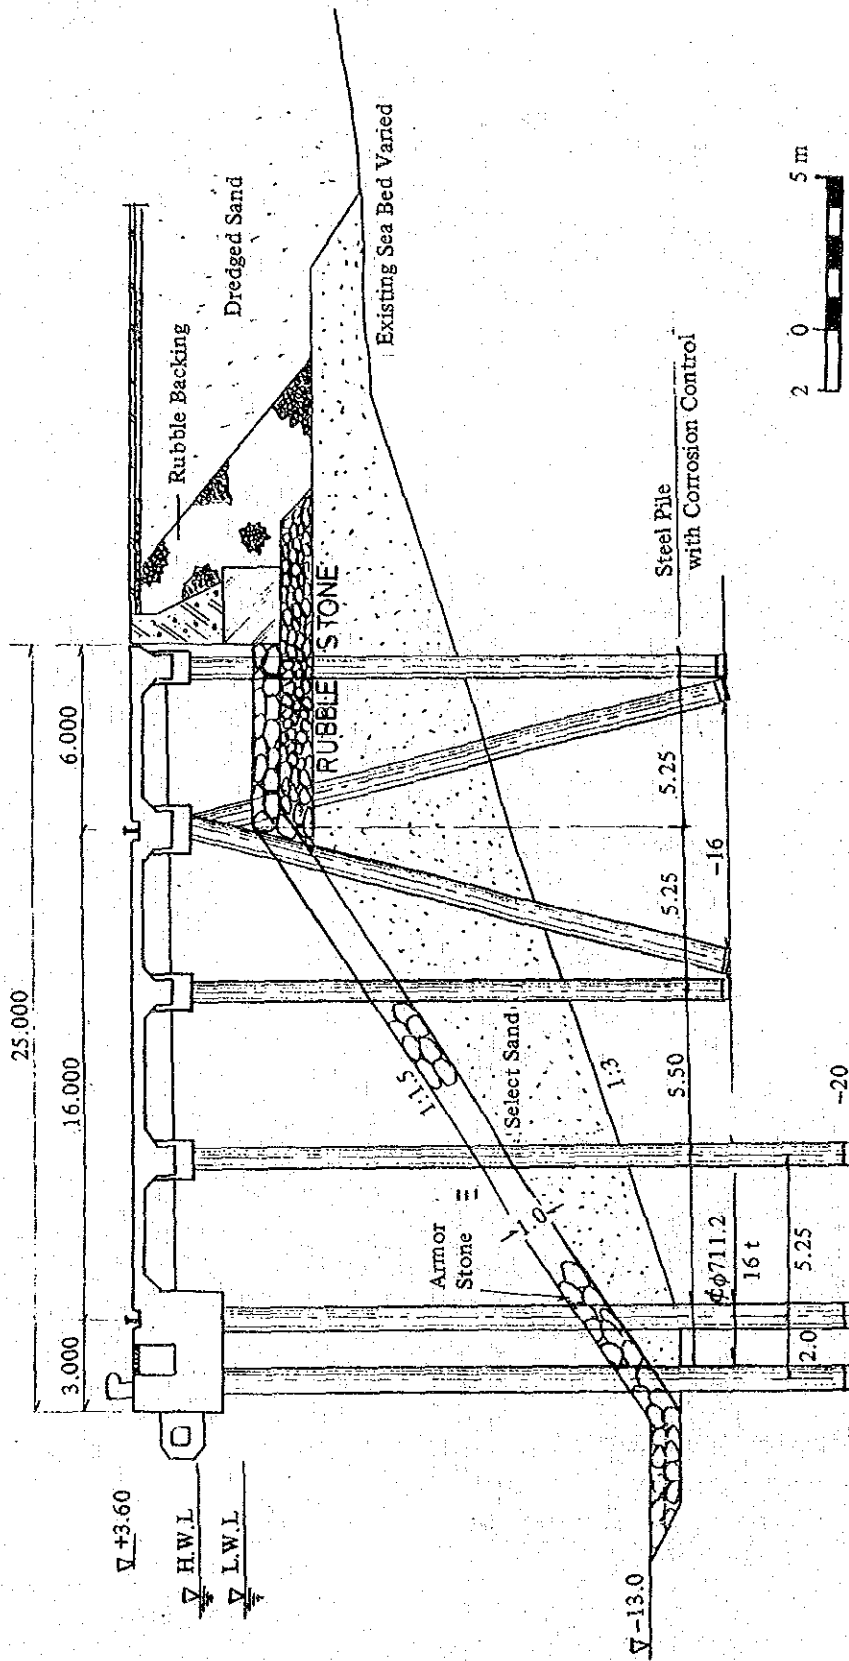 25.000
3.000
16.000
6.000
▽ +3.60
▽ H.W.L
▽ L.W.L
▽ -13.0
Rubble Backing
Dredged Sand
Existing Sea Bed Varied
RUBBLE STONE
Armor
Stone
1:1.5
1.0
Select Sand
1:3
Steel Pile
with Corrosion Control
5.50
5.25
5.25
-16
¢φ711.2
16 t
2.0
5.25
-20
2
0
5 m